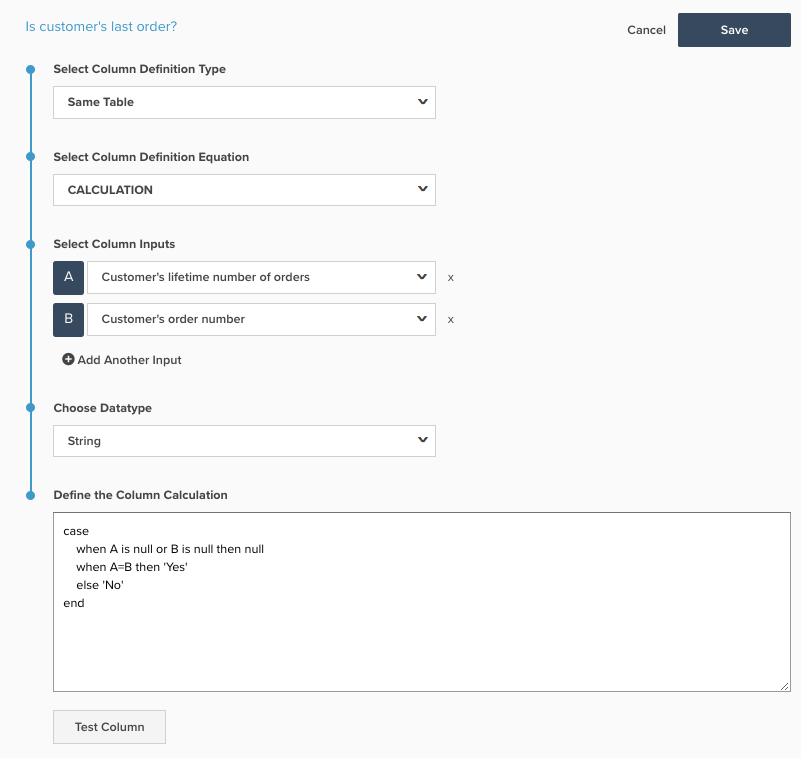 Is customer's last order?
Cancel
Save
Select Column Definition Type
Same Table
Select Column Definition Equation
CALCULATION
Select Column Inputs
A Customer's lifetime number of orders x
B Customer's order number x
Add Another Input
Choose Datatype
String
Define the Column Calculation
case
when A is null or B is null then null
when A=B then 'Yes'
else 'No'
end
Test Column